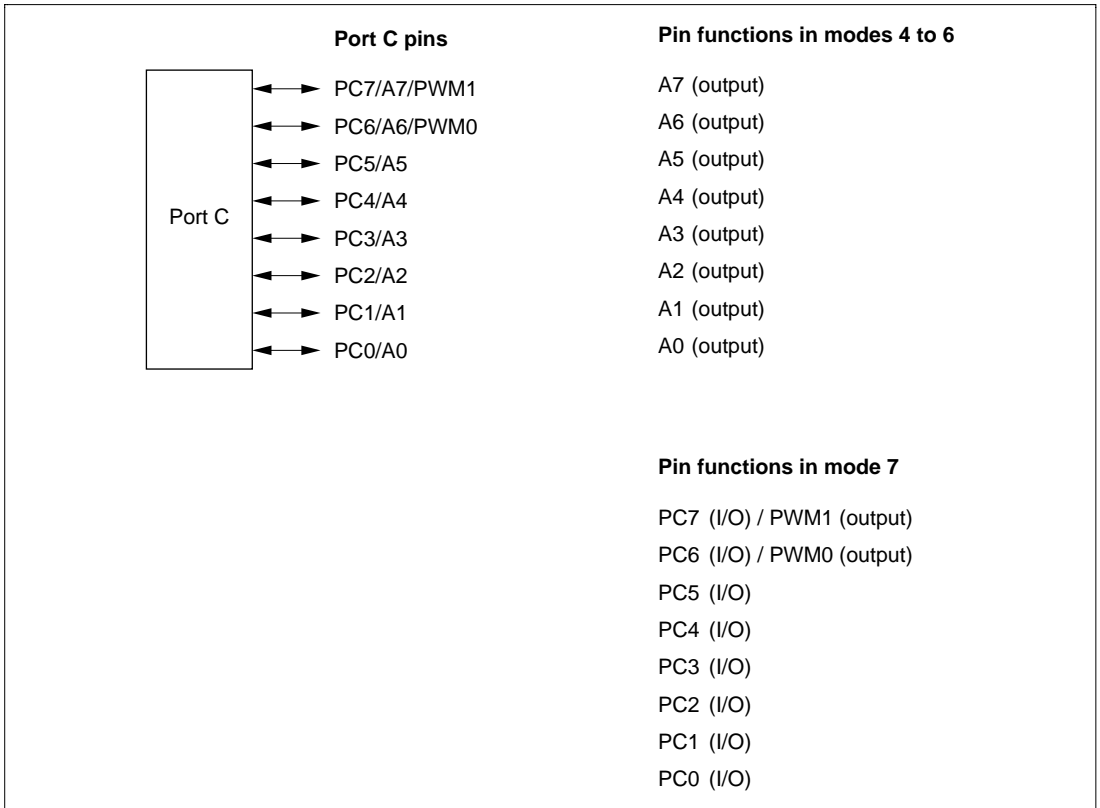 Port C pins
Pin functions in modes 4 to 6
PC7/A7/PWM1
A7 (output)
PC6/A6/PWM0
A6 (output)
PC5/A5
A5 (output)
PC4/A4
A4 (output)
Port C
PC3/A3
A3 (output)
PC2/A2
A2 (output)
PC1/A1
A1 (output)
PC0/A0
A0 (output)
Pin functions in mode 7
PC7 (I/O) / PWM1 (output)
PC6 (I/O) / PWM0 (output)
PC5 (I/O)
PC4 (I/O)
PC3 (I/O)
PC2 (I/O)
PC1 (I/O)
PC0 (I/O)